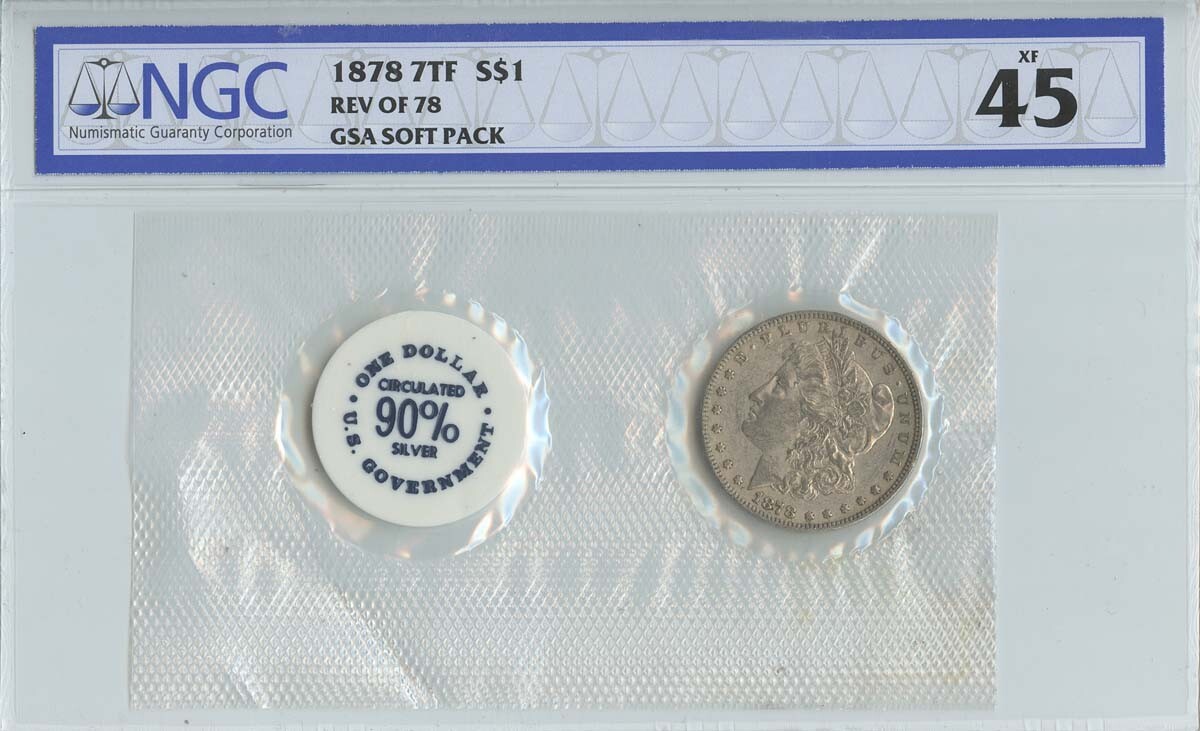 NGC
Numismatic Guaranty Corporation
1878 7TF S$1
REV OF 78
GSA SOFT PACK
XF
45
ONE DOLLAR
CIRCULATED
90%
SILVER
• U.S. GOVERNMENT •
E · PLURIBUS · UNUM
1878